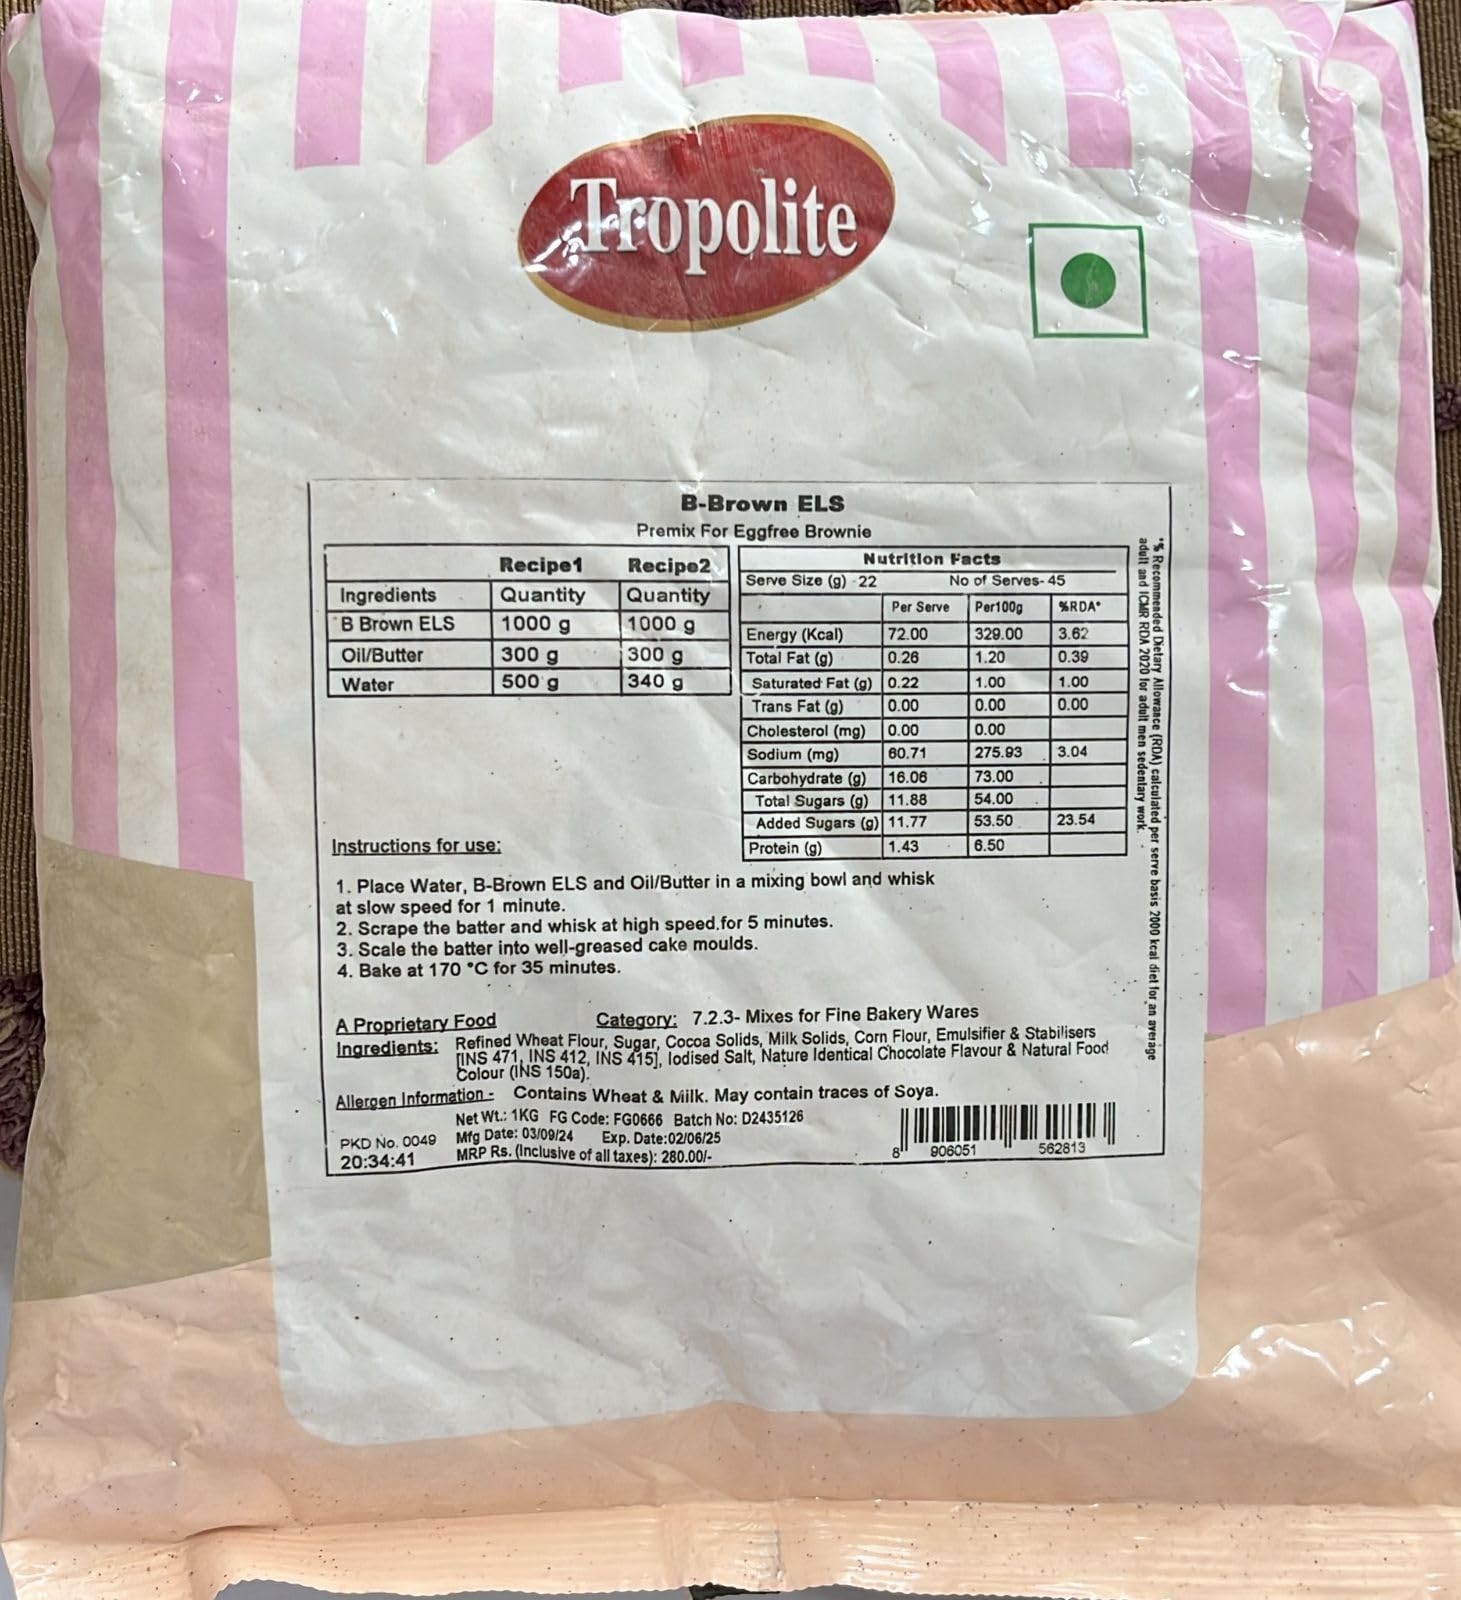 Tropolite
B-Brown ELS
Premix For Eggfree Brownie
Recipe1 Recipe2
Ingredients Quantity Quantity
B Brown ELS 1000 g 1000 g
Oil/Butter 300 g 300 g
Water 500 g 340 g
Nutrition Facts
Serve Size (g) -22 No of Serves- 45
Per Serve Per100g %RDA*
Energy (Kcal) 72.00 329.00 3.62
Total Fat (g) 0.26 1.20 0.39
Saturated Fat (g) 0.22 1.00 1.00
Trans Fat (g) 0.00 0.00 0.00
Cholesterol (mg) 0.00 0.00
Sodium (mg) 60.71 275.93 3.04
Carbohydrate (g) 16.06 73.00
Total Sugars (g) 11.88 54.00
Added Sugars (g) 11.77 53.50 23.54
Protein (g) 1.43 6.50
*% Recommended Dietary Allowance (RDA) calculated per serve basis 2000 kcal diet for an average
adult and ICMR RDA 2020 for adult men sedentary work.
Instructions for use:
1. Place Water, B-Brown ELS and Oil/Butter in a mixing bowl and whisk
at slow speed for 1 minute.
2. Scrape the batter and whisk at high speed for 5 minutes.
3. Scale the batter into well-greased cake moulds.
4. Bake at 170 °C for 35 minutes.
A Proprietary Food Category: 7.2.3- Mixes for Fine Bakery Wares
Ingredients: Refined Wheat Flour, Sugar, Cocoa Solids, Milk Solids, Corn Flour, Emulsifier & Stabilisers
[INS 471, INS 412, INS 415], Iodised Salt, Nature Identical Chocolate Flavour & Natural Food
Colour (INS 150a).
Allergen Information - Contains Wheat & Milk. May contain traces of Soya.
Net Wt.: 1KG FG Code: FG0666 Batch No: D2435126
PKD No. 0049 Mfg Date: 03/09/24 Exp. Date:02/06/25
20:34:41 MRP Rs. (Inclusive of all taxes): 280.00/-
8 906051 562813